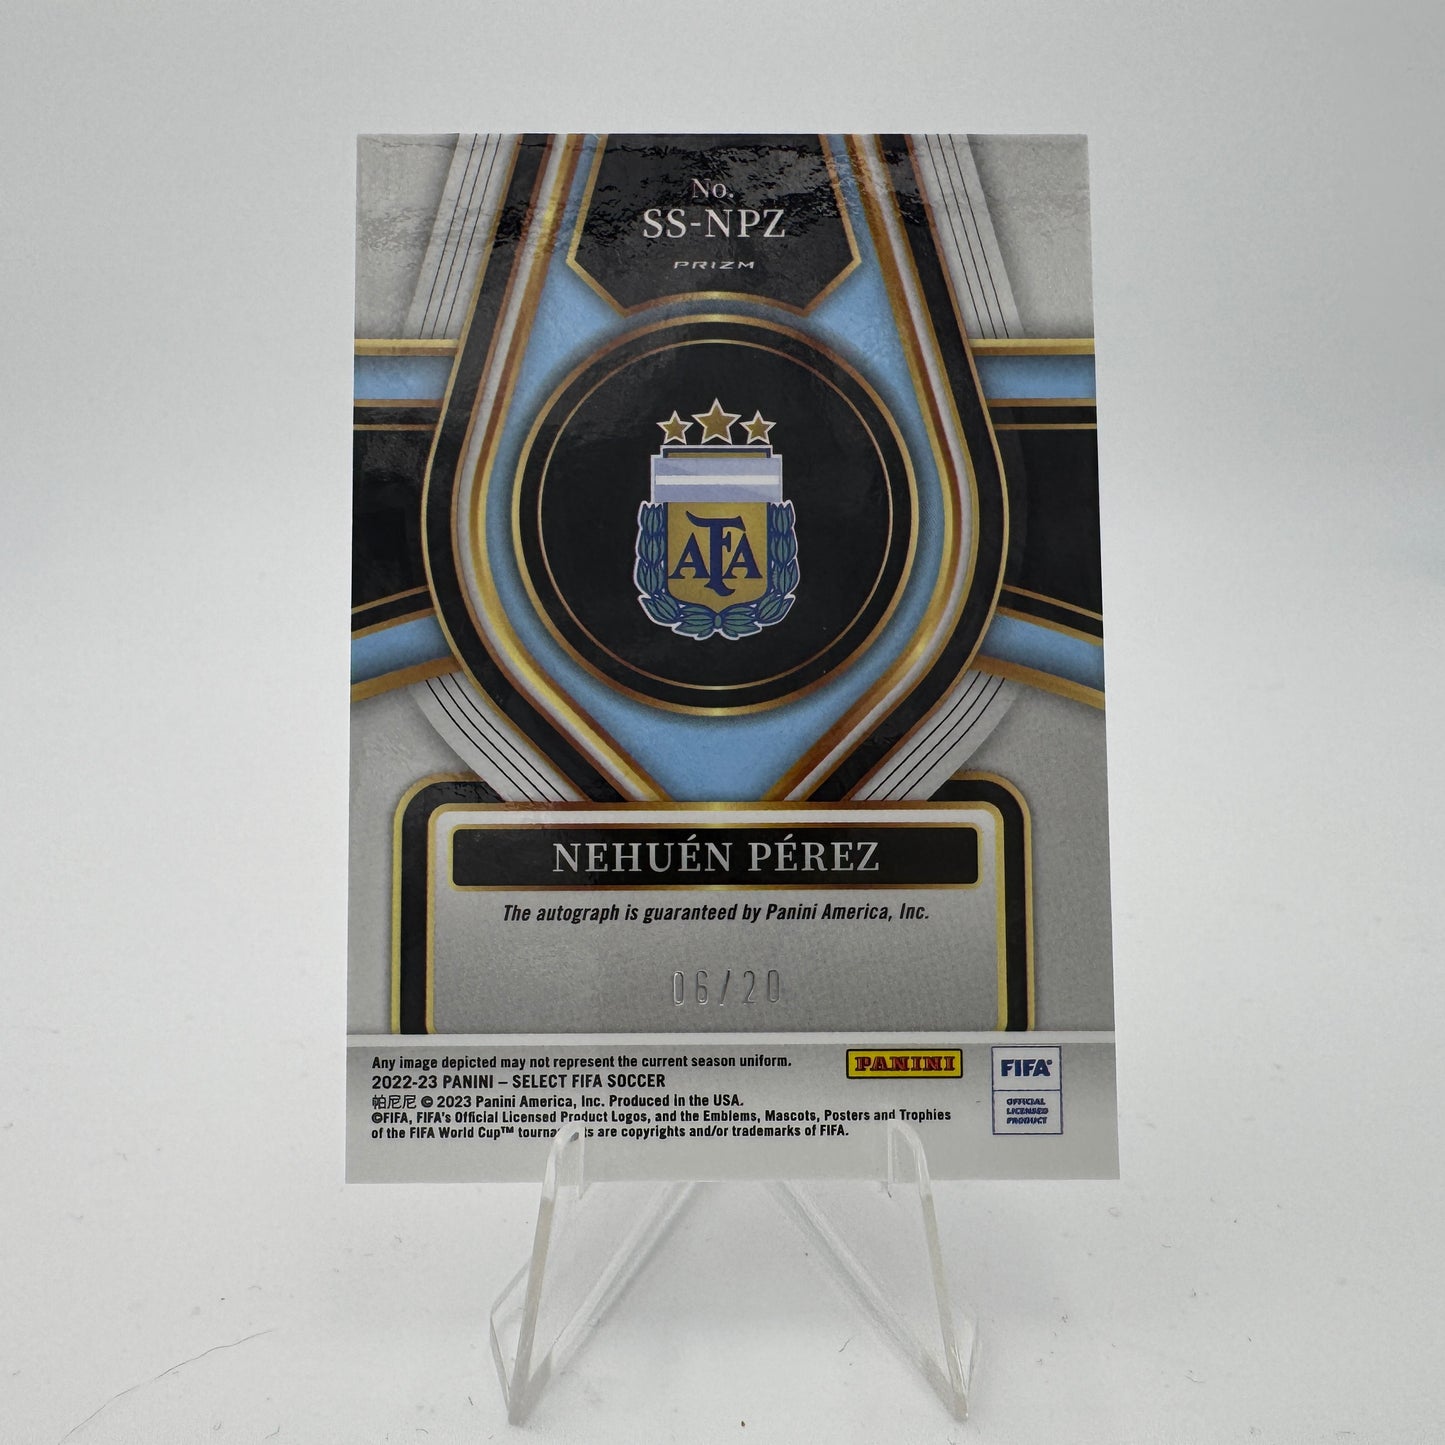 No.
SS-NPZ
PRIZM
AFA
NEHUÉN PÉREZ
The autograph is guaranteed by Panini America, Inc.
06/20
Any image depicted may not represent the current season uniform.
2022-23 PANINI – SELECT FIFA SOCCER
帕尼尼 © 2023 Panini America, Inc. Produced in the USA.
©FIFA, FIFA's Official Licensed Product Logos, and the Emblems, Mascots, Posters and Trophies
of the FIFA World Cup™ are copyrights and/or trademarks of FIFA.
PANINI
FIFA®
OFFICIAL
LICENSED
PRODUCT